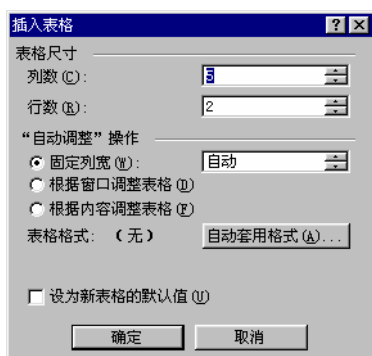 插入表格
表格尺寸
列数(C): 5
行数(R): 2
“自动调整”操作
固定列宽(W): 自动
根据窗口调整表格(D)
根据内容调整表格(F)
表格格式: (无) 自动套用格式(A)...
设为新表格的默认值(U)
确定 取消